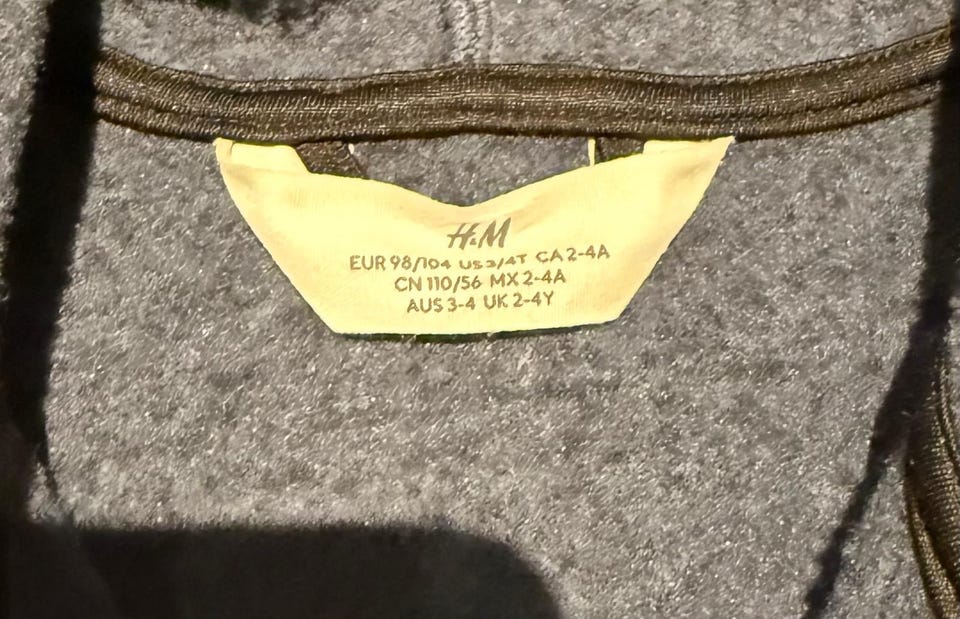 H&M
EUR 98/104 US 3/4T CA 2-4A
CN 110/56 MX 2-4A
AUS 3-4 UK 2-4Y